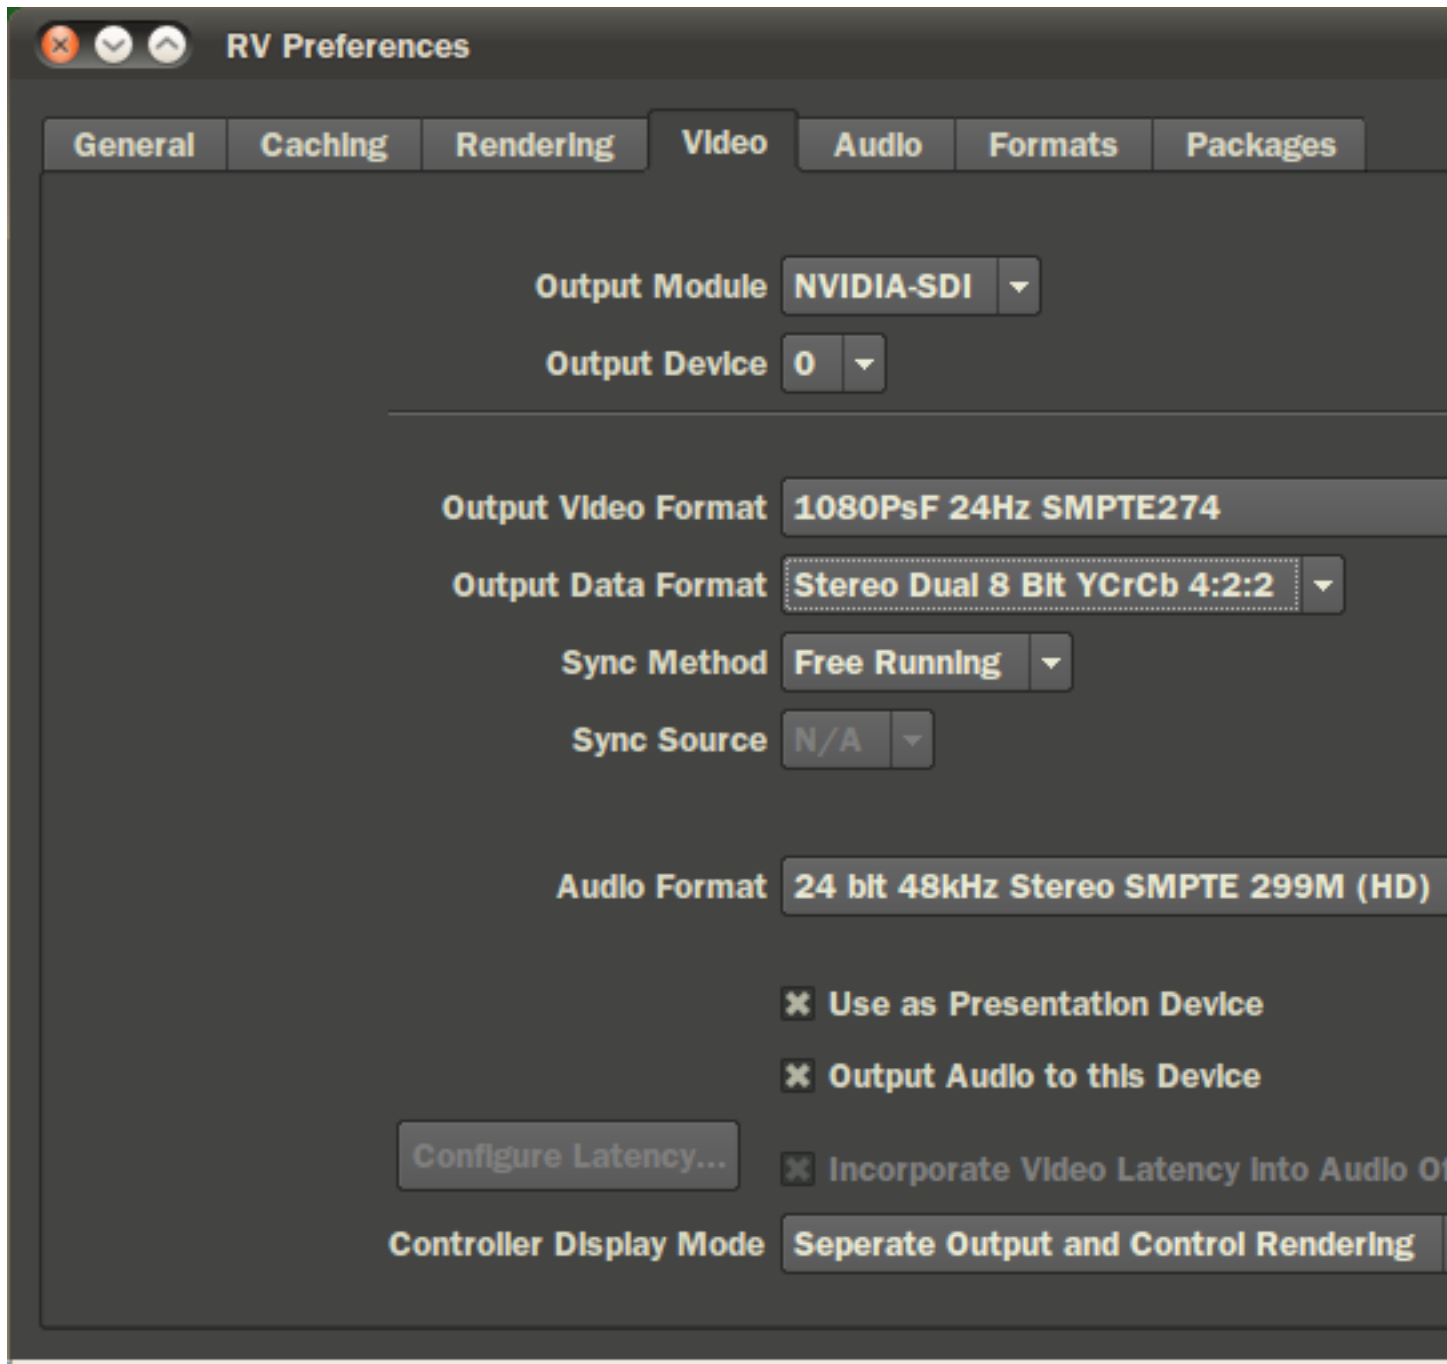 RV Preferences
General Caching Rendering Video Audio Formats Packages
Output Module NVIDIA-SDI
Output Device 0
Output Video Format 1080PsF 24Hz SMPTE274
Output Data Format Stereo Dual 8 Bit YCrCb 4:2:2
Sync Method Free Running
Sync Source N/A
Audio Format 24 bit 48kHz Stereo SMPTE 299M (HD)
Use as Presentation Device
Output Audio to this Device
Configure Latency... Incorporate Video Latency into Audio
Controller Display Mode Seperate Output and Control Rendering